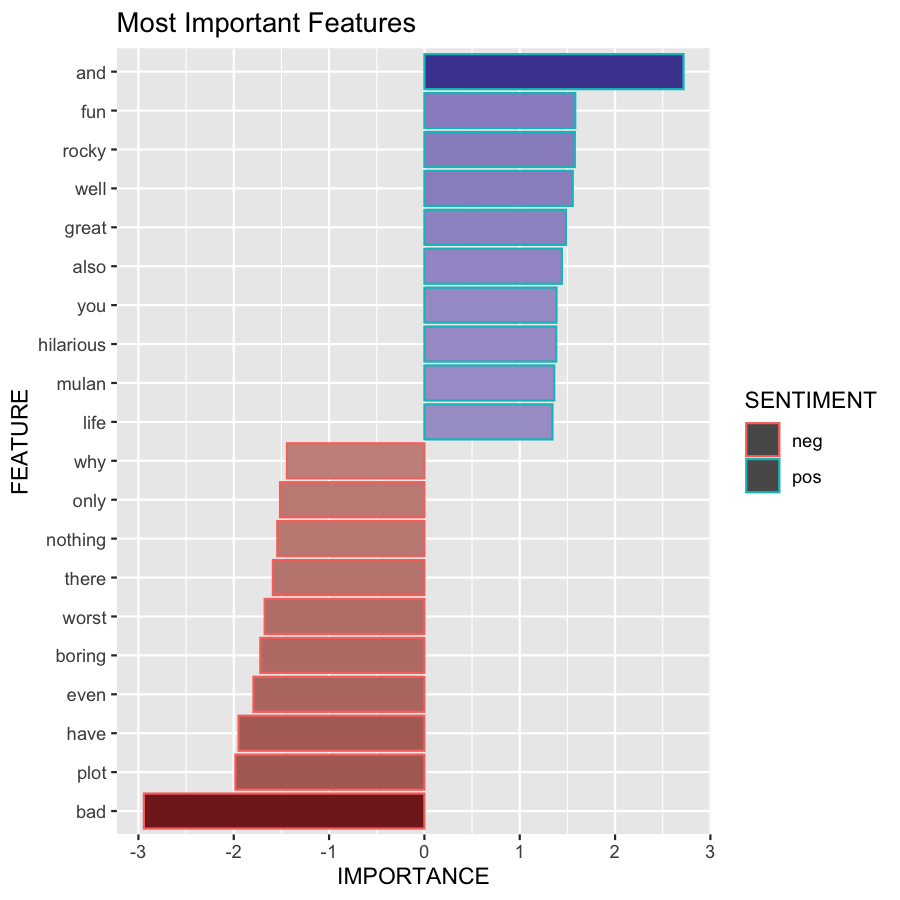 Most Important Features
and
fun
rocky
well
great
also
you
hilarious
mulan
life
why
only
nothing
there
worst
boring
even
have
plot
bad
FEATURE
-3 -2 -1 0 1 2 3
IMPORTANCE
SENTIMENT
neg
pos